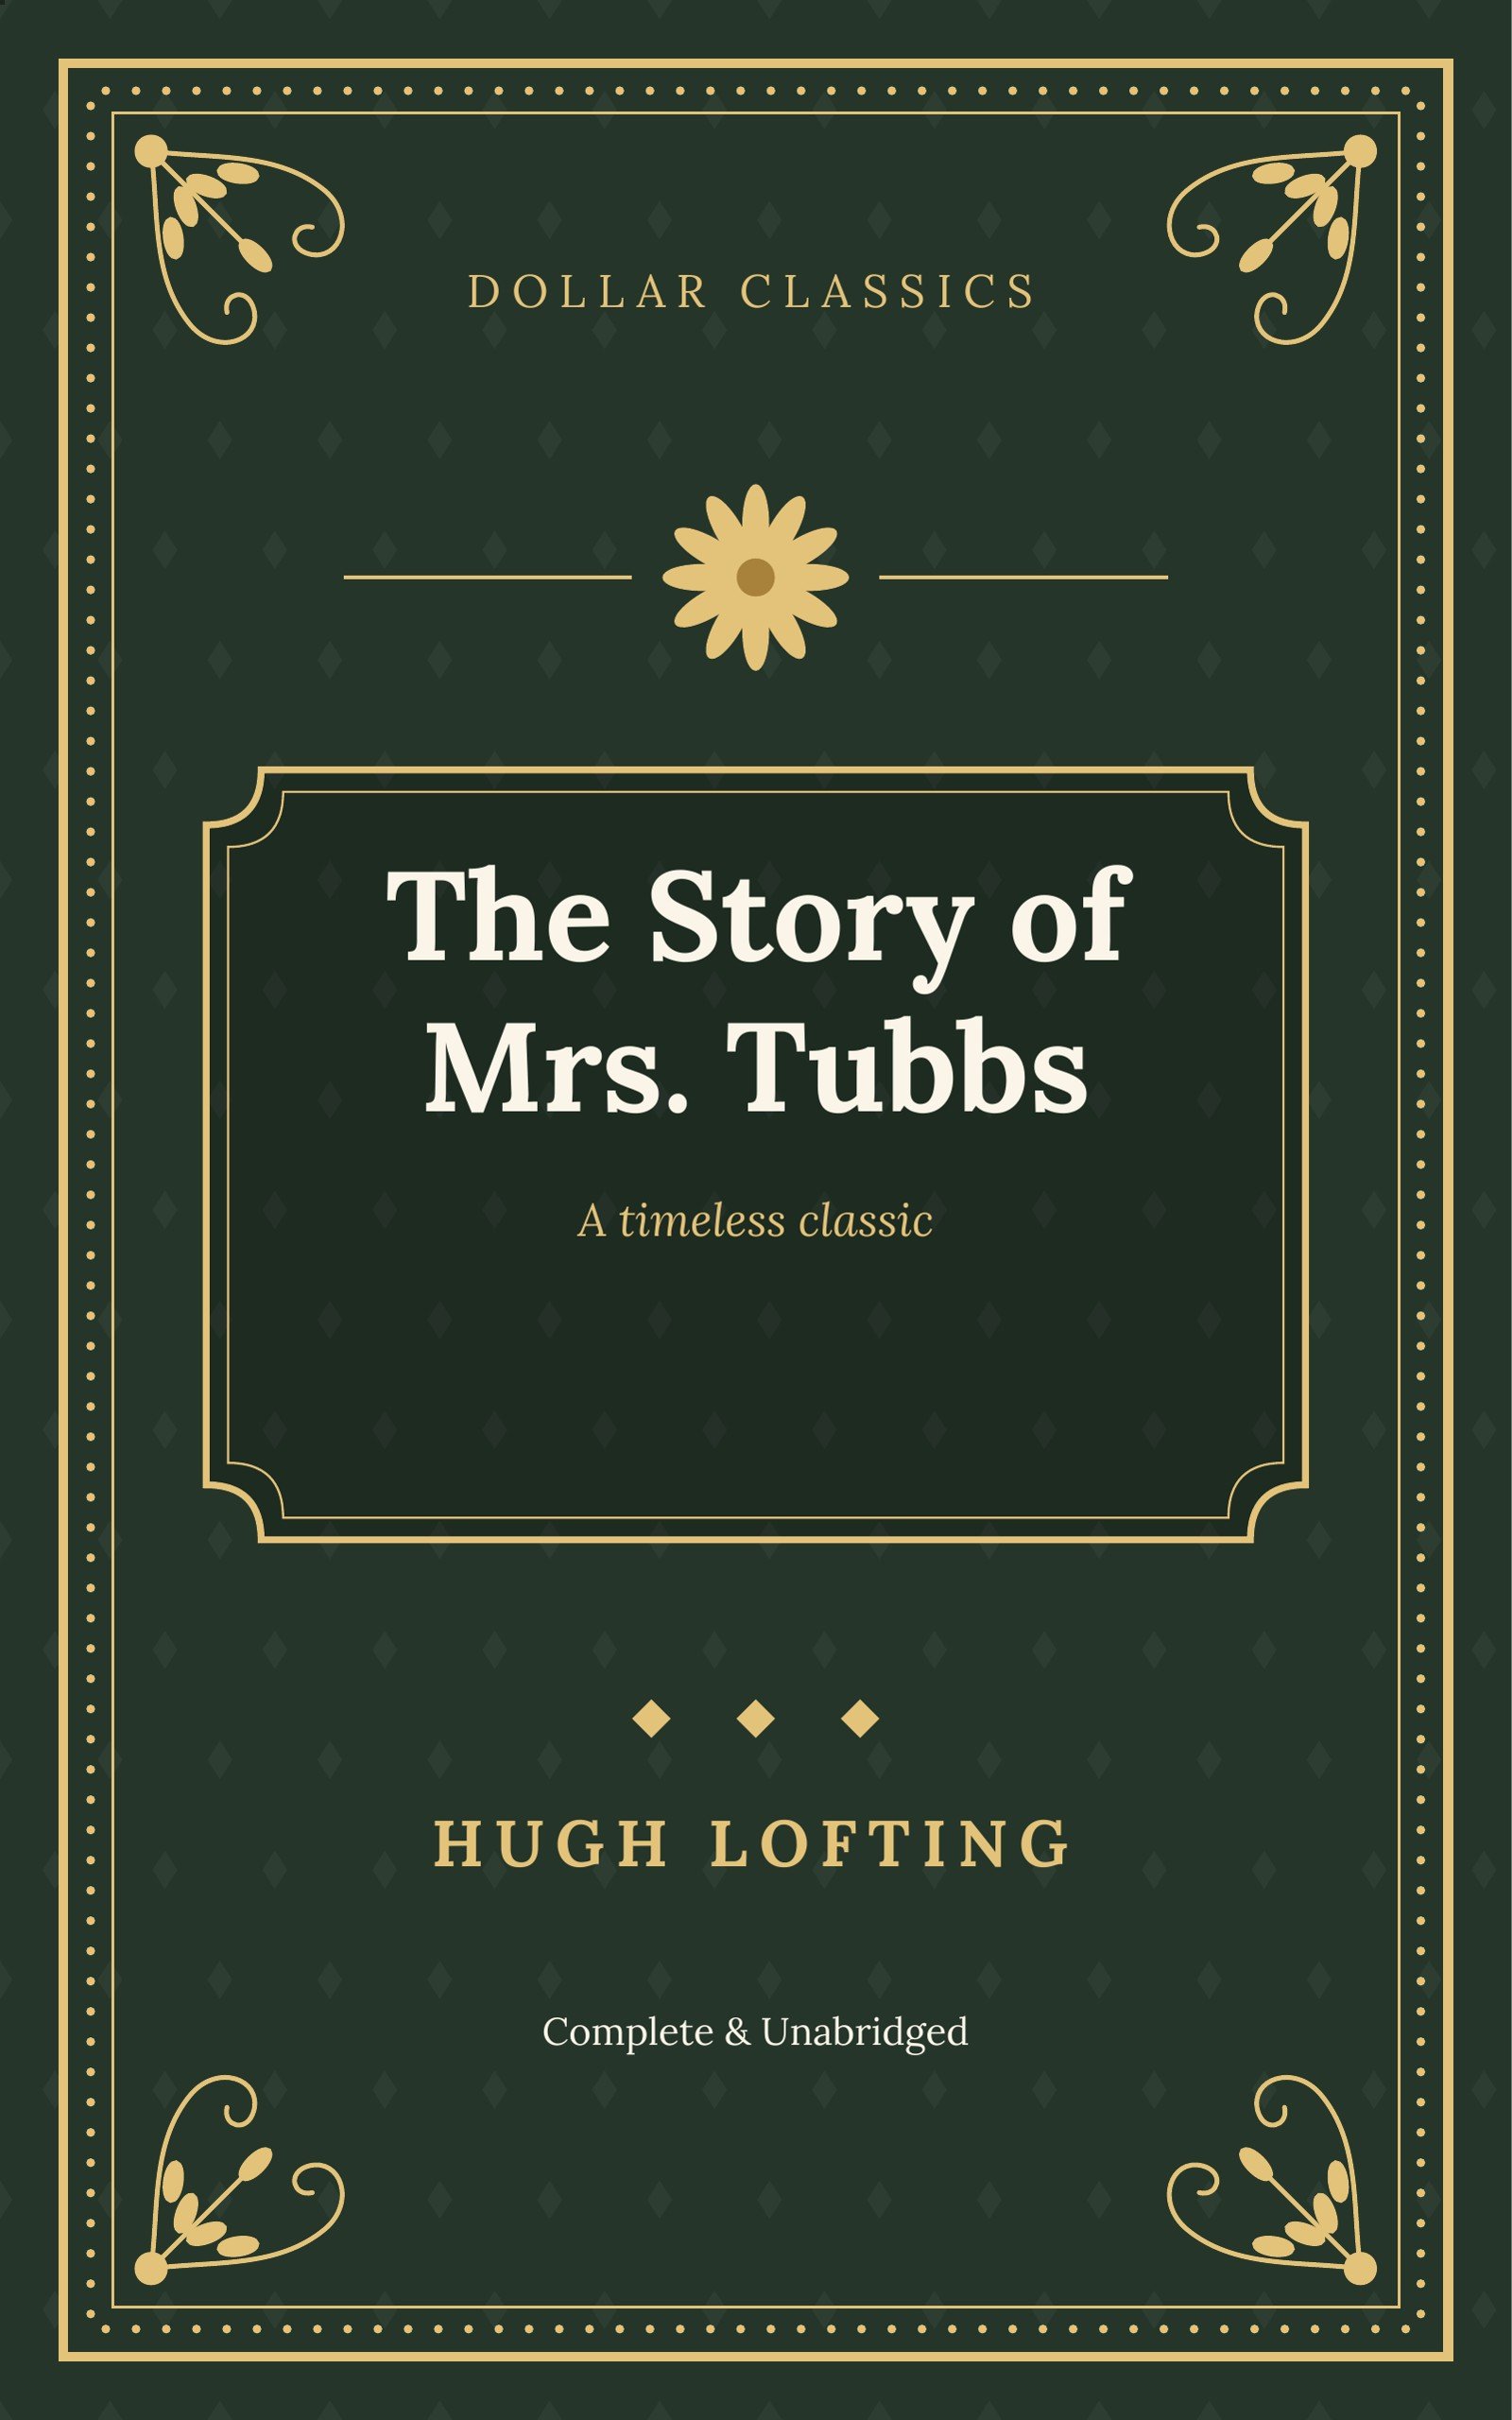 DOLLAR CLASSICS
The Story of
Mrs. Tubbs
A timeless classic
HUGH LOFTING
Complete & Unabridged